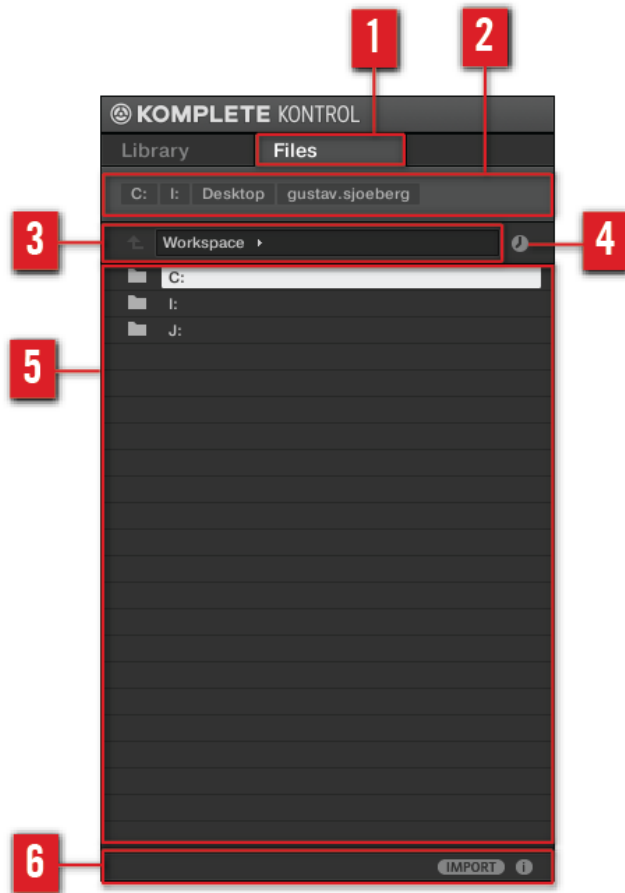 1 2
KOMPLETE KONTROL
Library Files
C: I: Desktop gustav.sjoeberg
3 Workspace 4
C:
I:
J:
5
6 IMPORT i